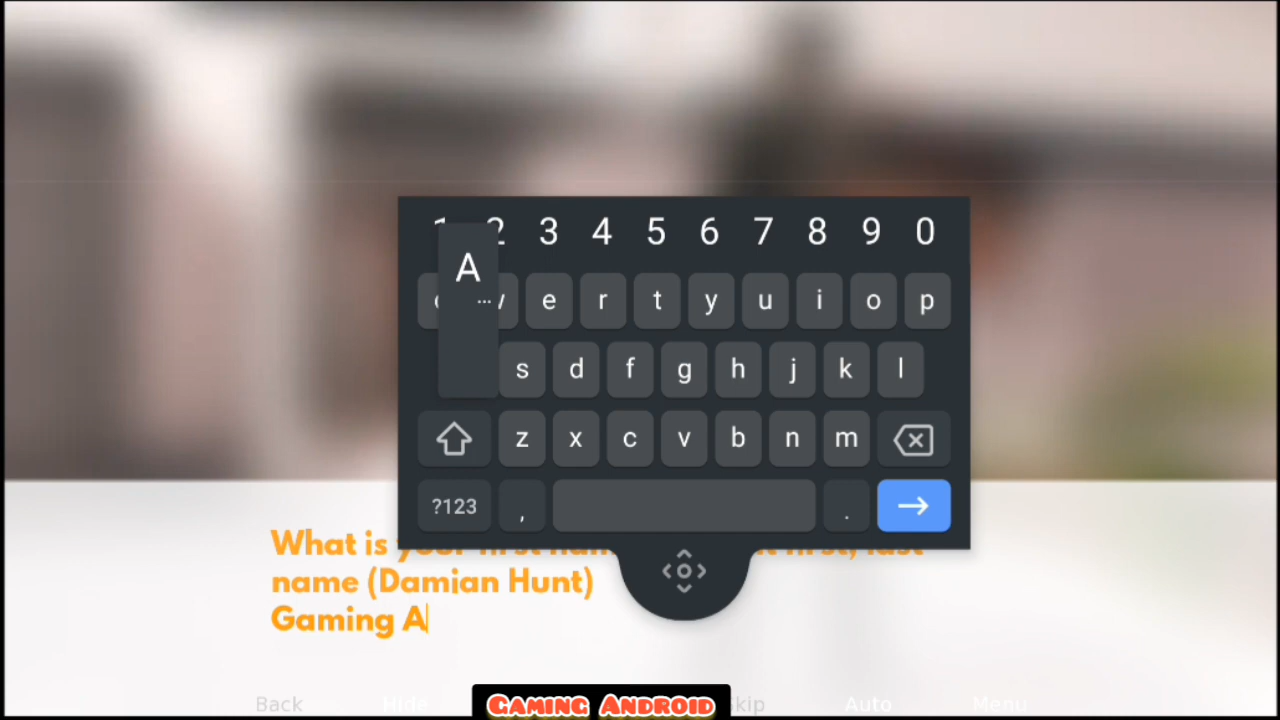 2 3 4 5 6 7 8 9 0
A
e r t y u i o p
s d f g h j k l
z x c v b n m
?123 , .
What is
name (Damian Hunt)
Gaming A
Back Hide Auto Menu
GAMING ANDROID